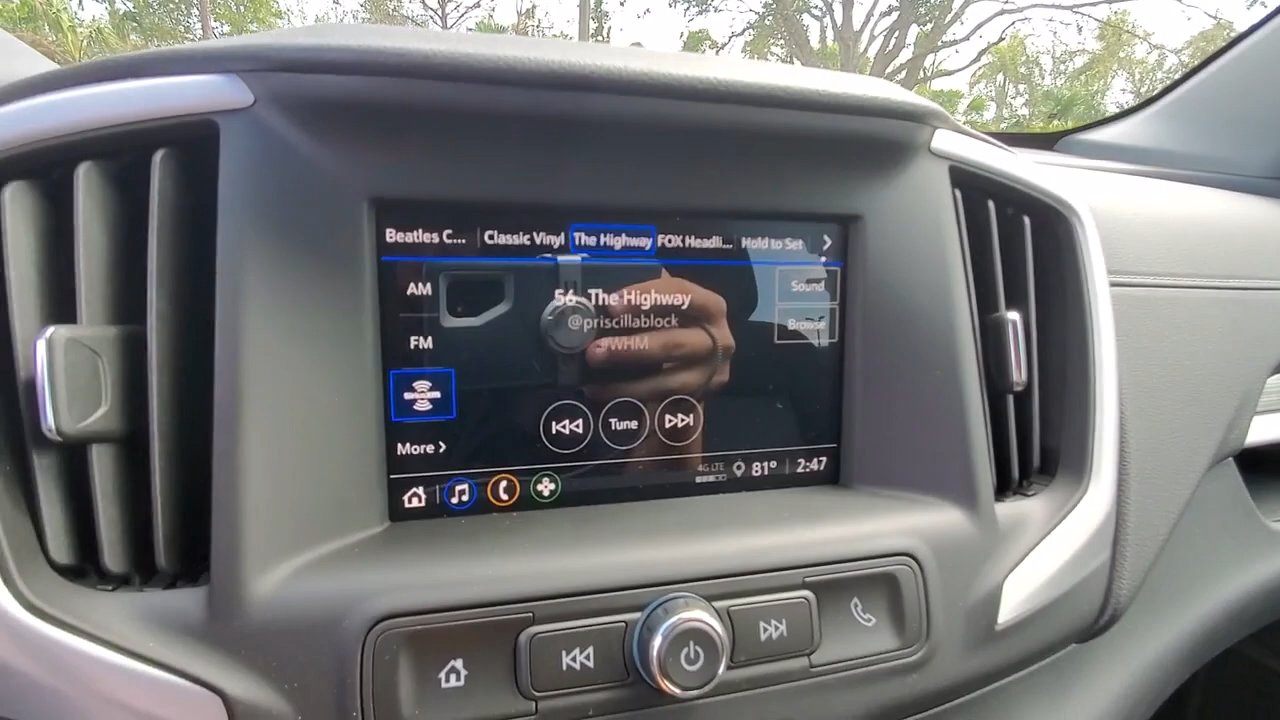 Beatles C... Classic Vinyl The Highway FOX Headli... Hold to Set
AM
56 The Highway
Sound
@priscillablock
Browse
FM
#WHM
More
Tune
4G LTE 81° 2:47